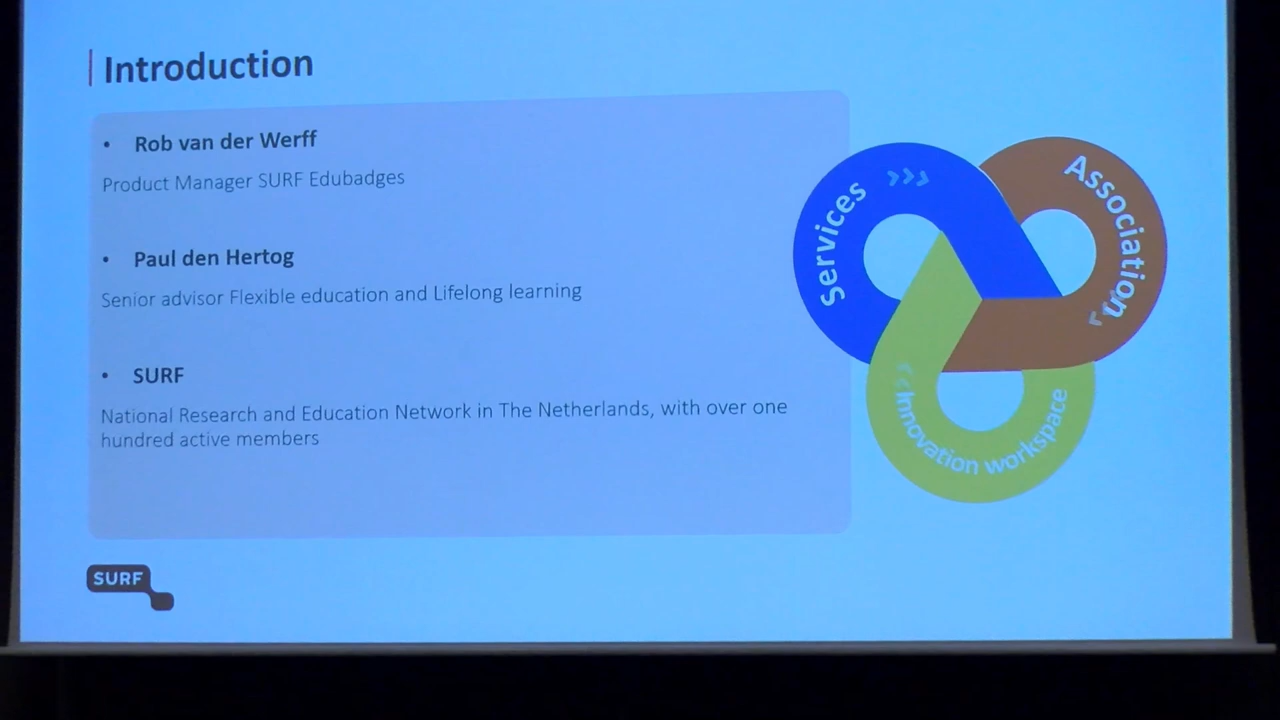 Introduction
• Rob van der Werff
Product Manager SURF Edubadges
• Paul den Hertog
Senior advisor Flexible education and Lifelong learning
• SURF
National Research and Education Network in The Netherlands, with over one
hundred active members
Services
Association
Innovation workspace
SURF